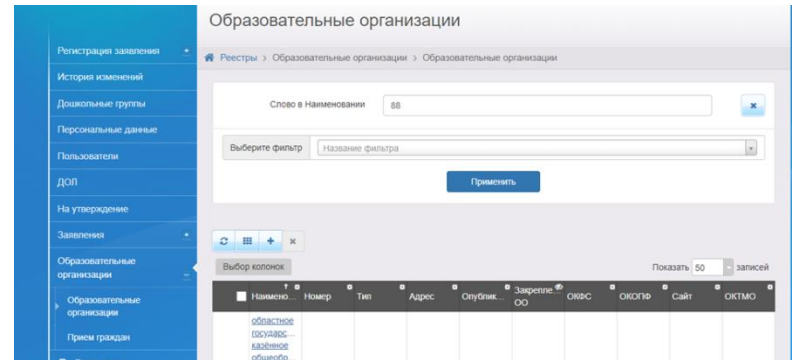 Образовательные организации
Регистрация заявления
История изменений
Дошкольные группы
Персональные данные
Пользователи
ДОЛ
На утверждение
Заявления
Образовательные
организации
Образовательные
организации
Прием граждан
Реестры > Образовательные организации > Образовательные организации
Слово в Наименовании 88
Выберите фильтр Название фильтра
Применить
Выбор колонок Показать 50 записей
Наимено... Номер Тип Адрес Опублик... Закрепле... ОО ОКФС ОКОПФ Сайт ОКТМО
областное
государс...
казённое
общеобр...